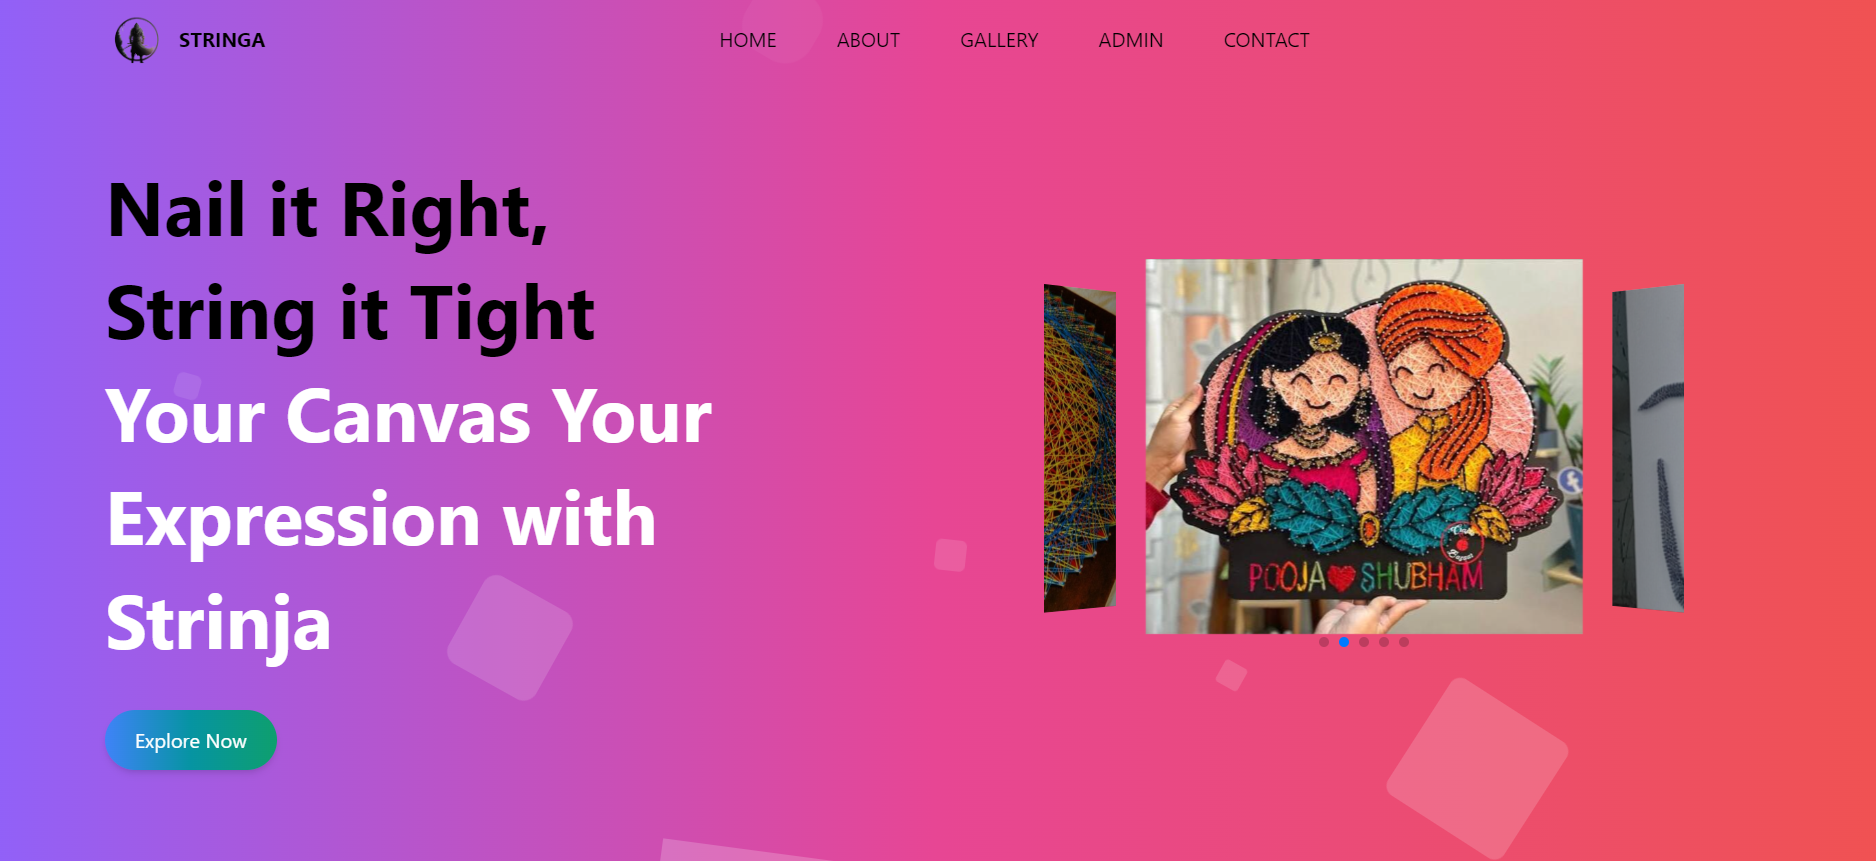 STRINGA
HOME ABOUT GALLERY ADMIN CONTACT
Nail it Right,
String it Tight
Your Canvas Your
Expression with
Strinja
Explore Now
POOJA SHUBHAM